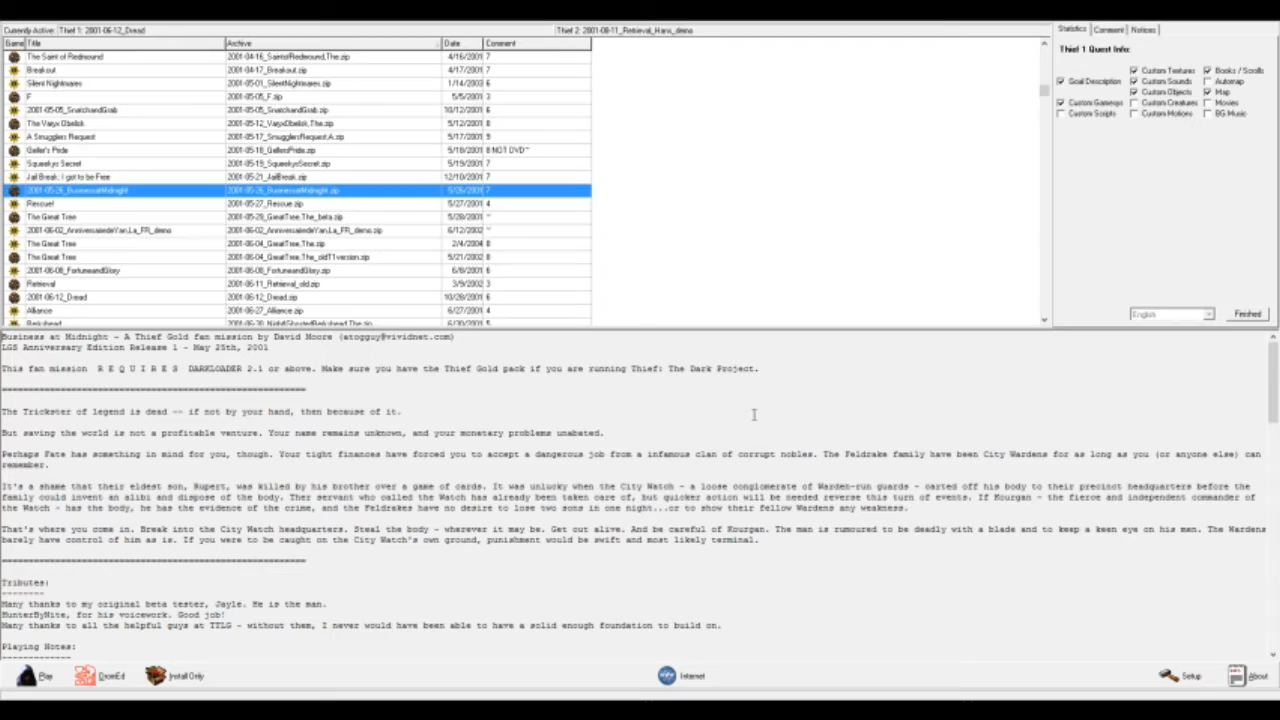 Currently Active: Thief 1: 2001-06-12_Dread Thief 2: 2001-08-11_Retrieval_Hans_demo
Game Title Archive Date Comment
The Saint of Redmound 2001-04-16_SaintofRedmound,The.zip 4/16/2001 7
Breakout 2001-04-17_Breakout.zip 4/17/2001 7
Silent Nightmares 2001-05-01_SilentNightmares.zip 1/14/2003 6
F 2001-05-05_F.zip 5/5/2001 3
2001-05-05_SnatchandGrab 2001-05-05_SnatchandGrab.zip 10/12/2001 6
The Varyx Obelisk 2001-05-12_VaryxObelisk,The.zip 5/12/2001 8
A Smugglers Request 2001-05-17_SmugglersRequest,A.zip 5/17/2001 9
Geller's Pride 2001-05-18_GellersPride.zip 5/18/2001 8 NOT DVD~
Squeekys Secret 2001-05-19_SqueekysSecret.zip 5/19/2001 7
Jail Break; I got to be Free 2001-05-21_JailBreak.zip 12/10/2001 7
2001-05-26_BusinessatMidnight 2001-05-26_BusinessatMidnight.zip 5/26/2001 7
Rescue! 2001-05-27_Rescue.zip 5/27/2001 4
The Great Tree 2001-05-29_GreatTree,The_beta.zip 5/28/2001 ~
2001-06-02_AnniversairedeYan,La_FR_demo 2001-06-02_AnniversairedeYan,La_FR_demo.zip 6/12/2002 ~
The Great Tree 2001-06-04_GreatTree,The.zip 2/4/2004 8
The Great Tree 2001-06-04_GreatTree,The_oldT1version.zip 5/21/2002 8
2001-06-08_FortuneandGlory 2001-06-08_FortuneandGlory.zip 6/8/2001 6
Retrieval 2001-06-11_Retrieval_old.zip 3/9/2002 3
2001-06-12_Dread 2001-06-12_Dread.zip 10/28/2001 6
Alliance 2001-06-27_Alliance.zip 6/27/2001 4
Statistics Comment Notices
Thief 1 Quest Info:
Custom Textures Books / Scrolls
Goal Description Custom Sounds Automap
Custom Objects Map
Custom Gamesys Custom Creatures Movies
Custom Scripts Custom Motions BG Music
English Finished
Business at Midnight - A Thief Gold fan mission by David Moore (atogguy@vividnet.com)
LGS Anniversary Edition Release 1 - May 25th, 2001
This fan mission R E Q U I R E S DARKLOADER 2.1 or above. Make sure you have the Thief Gold pack if you are running Thief: The Dark Project.
=========================================================
The Trickster of legend is dead -- if not by your hand, then because of it.
But saving the world is not a profitable venture. Your name remains unknown, and your monetary problems unabated.
Perhaps Fate has something in mind for you, though. Your tight finances have forced you to accept a dangerous job from a infamous clan of corrupt nobles. The Feldrake family have been City Wardens for as long as you (or anyone else) can
remember.
It's a shame that their eldest son, Rupert, was killed by his brother over a game of cards. It was unlucky when the City Watch - a loose conglomerate of Warden-run guards - carted off his body to their precinct headquarters before the
family could invent an alibi and dispose of the body. Ther servant who called the Watch has already been taken care of, but quicker action will be needed reverse this turn of events. If Mourgan - the fierce and independent commander of
the Watch - has the body, he has the evidence of the crime, and the Feldrakes have no desire to lose two sons in one night...or to show their fellow Wardens any weakness.
That's where you come in. Break into the City Watch headquarters. Steal the body - wherever it may be. Get out alive. And be careful of Mourgan. The man is rumoured to be deadly with a blade and to keep a keen eye on his men. The Wardens
barely have control of him as is. If you were to be caught on the City Watch's own ground, punishment would be swift and most likely terminal.
=========================================================
Tributes:
--------
Many thanks to my original beta tester, Jayle. He is the man.
HunterByNite, for his voicework. Good job!
Many thanks to all the helpful guys at TTLG - without them, I never would have been able to have a solid enough foundation to build on.
Playing Notes:
-------------
Play DromEd Install Only Internet Setup About